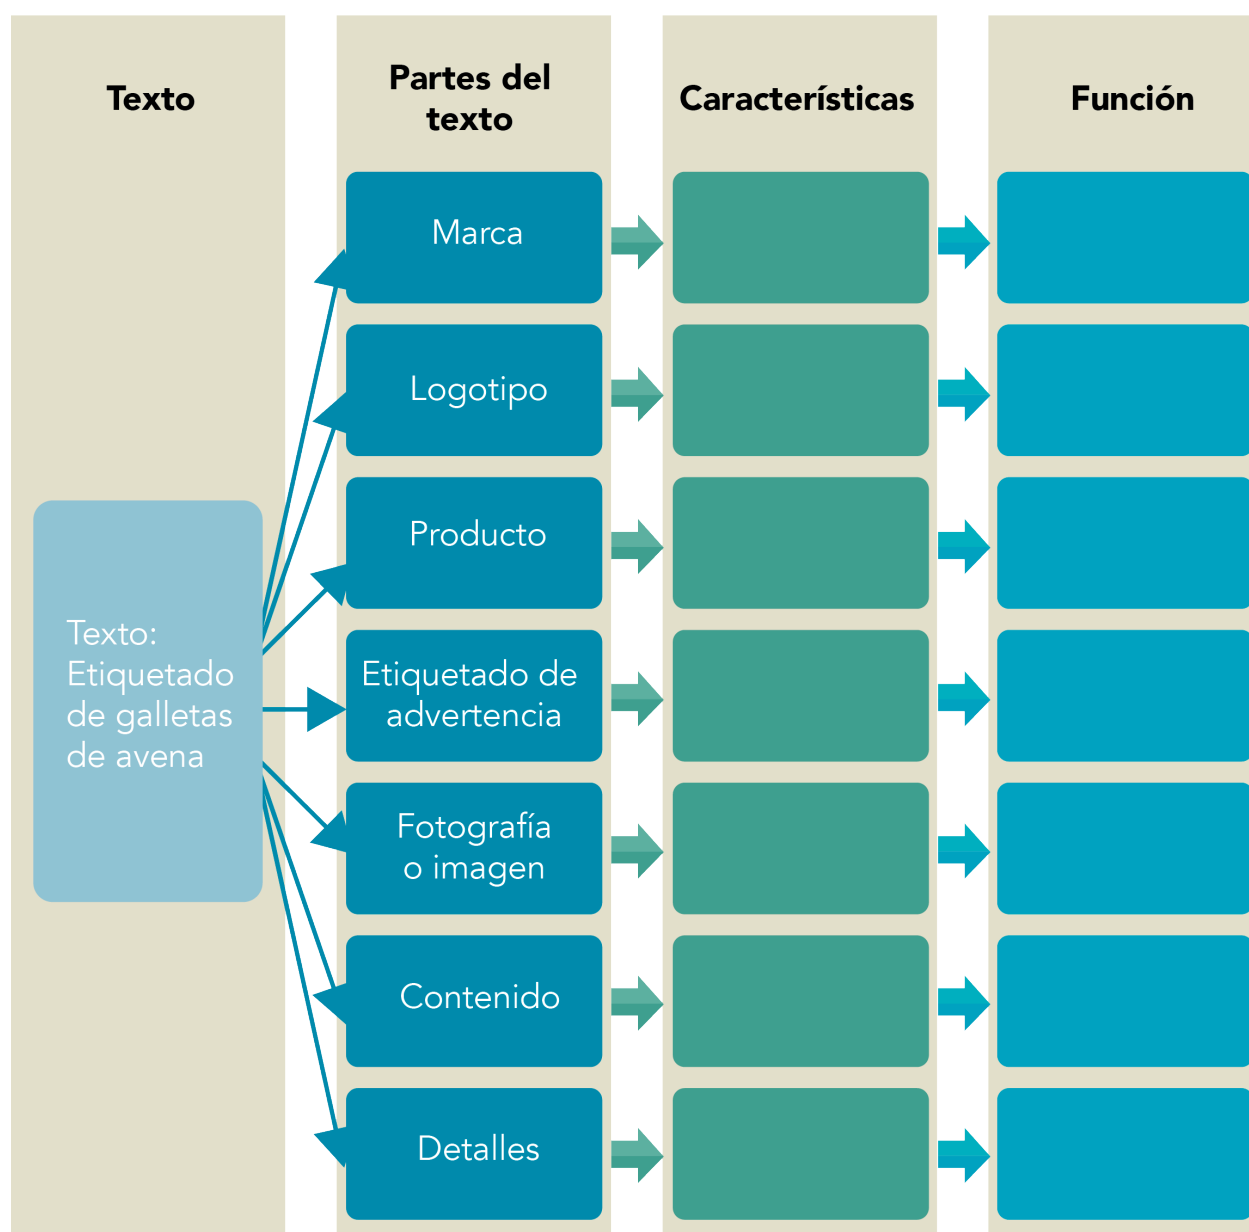 Texto
Partes del
texto
Características
Función
Texto:
Etiquetado
de galletas
de avena
Marca
Logotipo
Producto
Etiquetado de
advertencia
Fotografía
o imagen
Contenido
Detalles